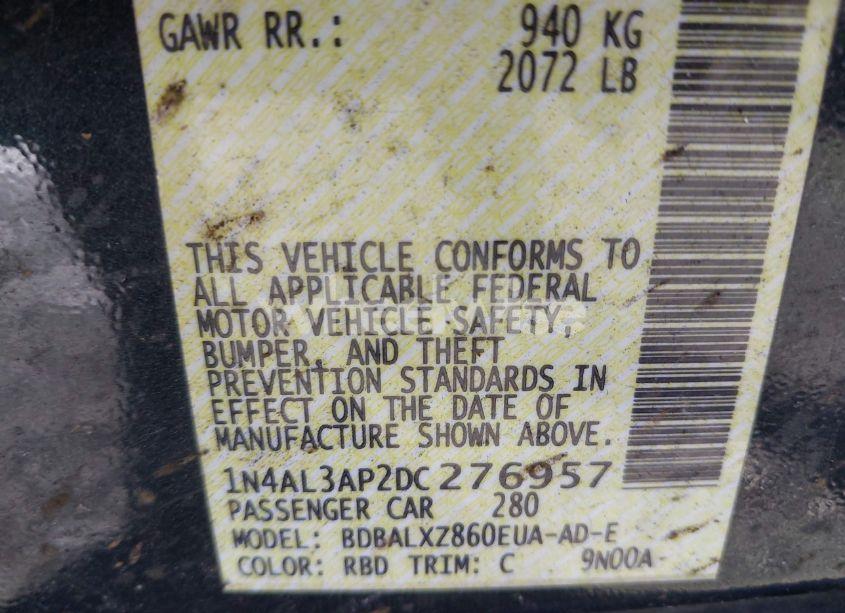 GAWR RR.: 940 KG
2072 LB
THIS VEHICLE CONFORMS TO
ALL APPLICABLE FEDERAL
MOTOR VEHICLE SAFETY,
BUMPER, AND THEFT
PREVENTION STANDARDS IN
EFFECT ON THE DATE OF
MANUFACTURE SHOWN ABOVE.
1N4AL3AP2DC276957
PASSENGER CAR 280
MODEL: BDBALXZ860EUA-AD-E
COLOR: RBD TRIM: C 9N00A-